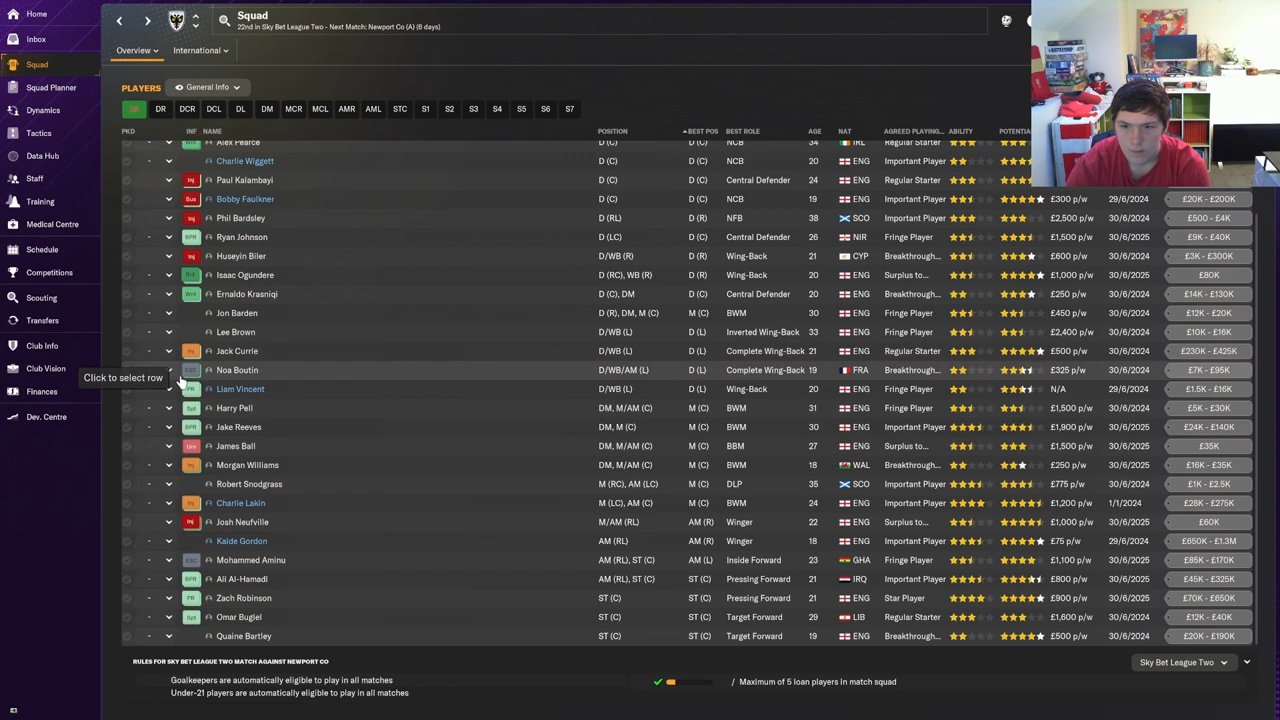 Home
Squad
22nd in Sky Bet League Two - Next Match: Newport Co (A) (6 days)
Inbox
Overview International
Squad
Squad Planner
PLAYERS General Info
Dynamics
DR DCR DCL DL DM MCR MCL AMR AML STC S1 S2 S3 S4 S5 S6 S7
Tactics
PKD INF NAME POSITION BEST POS BEST ROLE AGE NAT AGREED PLAYING... ABILITY POTENTIAL
Alex Pearce D (C) D (C) NCB 34 IRL Regular Starter
Data Hub
Charlie Wiggett D (C) D (C) NCB 20 ENG Important Player
Staff
Inj Paul Kalambayi D (C) D (C) Central Defender 24 ENG Regular Starter
Training
Sus Bobby Faulkner D (C) D (C) NCB 19 ENG Important Player £300 p/w 29/6/2024 £20K - £200K
Medical Centre
Inj Phil Bardsley D (RL) D (R) NFB 38 SCO Important Player £2,500 p/w 30/6/2024 £500 - £4K
BPR Ryan Johnson D (LC) D (C) Central Defender 26 NIR Fringe Player £1,500 p/w 30/6/2025 £9K - £40K
Schedule
Inj Huseyin Biler D/WB (R) D (R) Wing-Back 21 CYP Breakthrough... £600 p/w 30/6/2024 £3K - £300K
Competitions
Isaac Ogundere D (RC), WB (R) D (R) Wing-Back 20 ENG Surplus to... £1,000 p/w 30/6/2025 £80K
Scouting
Wnt Ernaldo Krasniqi D (C), DM D (C) Central Defender 20 ENG Breakthrough... £250 p/w 30/6/2024 £14K - £130K
Transfers
Jon Barden D (R), DM, M (C) M (C) BWM 30 ENG Fringe Player £450 p/w 30/6/2024 £12K - £20K
Lee Brown D/WB (L) D (L) Inverted Wing-Back 33 ENG Fringe Player £2,400 p/w 30/6/2024 £10K - £16K
Club Info
Inj Jack Currie D/WB (L) D (L) Complete Wing-Back 21 ENG Regular Starter £500 p/w 30/6/2024 £230K - £425K
Club Vision
ESC Noa Boutin D/WB/AM (L) D (L) Complete Wing-Back 19 FRA Breakthrough... £325 p/w 30/6/2024 £7K - £95K
Click to select row
Finances
PR Liam Vincent D/WB (L) D (L) Wing-Back 20 ENG Fringe Player £700 p/w N/A £1.5K - £16K
Spt Harry Pell DM, M/AM (C) M (C) BWM 31 ENG Fringe Player £1,500 p/w 30/6/2024 £5K - £30K
Dev. Centre
BPR Jake Reeves DM, M (C) M (C) BWM 30 ENG Fringe Player £1,900 p/w 30/6/2025 £24K - £140K
Unv James Ball DM, M/AM (C) M (C) BBM 27 ENG Surplus to... £1,500 p/w 30/6/2025 £35K
Inj Morgan Williams DM, M/AM (C) M (C) BWM 18 WAL Breakthrough... £250 p/w 30/6/2024 £16K - £35K
Robert Snodgrass M (RC), AM (LC) M (C) DLP 35 SCO Important Player £775 p/w 30/6/2024 £1K - £2.5K
Inj Charlie Lakin M (LC), AM (C) M (C) BWM 24 ENG Important Player £1,200 p/w 1/1/2024 £28K - £275K
Inj Josh Neufville M/AM (RL) AM (R) Winger 22 ENG Surplus to... £1,000 p/w 30/6/2025 £60K
Kaide Gordon AM (RL) AM (R) Winger 18 ENG Important Player £75 p/w 29/6/2024 £650K - £1.3M
ESC Mohammed Aminu AM (RL), ST (C) AM (L) Inside Forward 23 GHA Fringe Player £1,100 p/w 30/6/2024 £85K - £170K
BPR Ali Al-Hamadi AM (RL), ST (C) ST (C) Pressing Forward 21 IRQ Important Player £800 p/w 30/6/2024 £45K - £325K
PR Zach Robinson ST (C) ST (C) Pressing Forward 21 ENG Star Player £900 p/w 30/6/2025 £70K - £650K
Spt Omar Bugiel ST (C) ST (C) Target Forward 29 LIB Regular Starter £1,600 p/w 30/6/2024 £12K - £40K
Quaine Bartley ST (C) ST (C) Target Forward 19 ENG Breakthrough... £500 p/w 30/6/2024 £20K - £190K
RULES FOR SKY BET LEAGUE TWO MATCH AGAINST NEWPORT CO Sky Bet League Two
Goalkeepers are automatically eligible to play in all matches / Maximum of 5 loan players in match squad
Under-21 players are automatically eligible to play in all matches